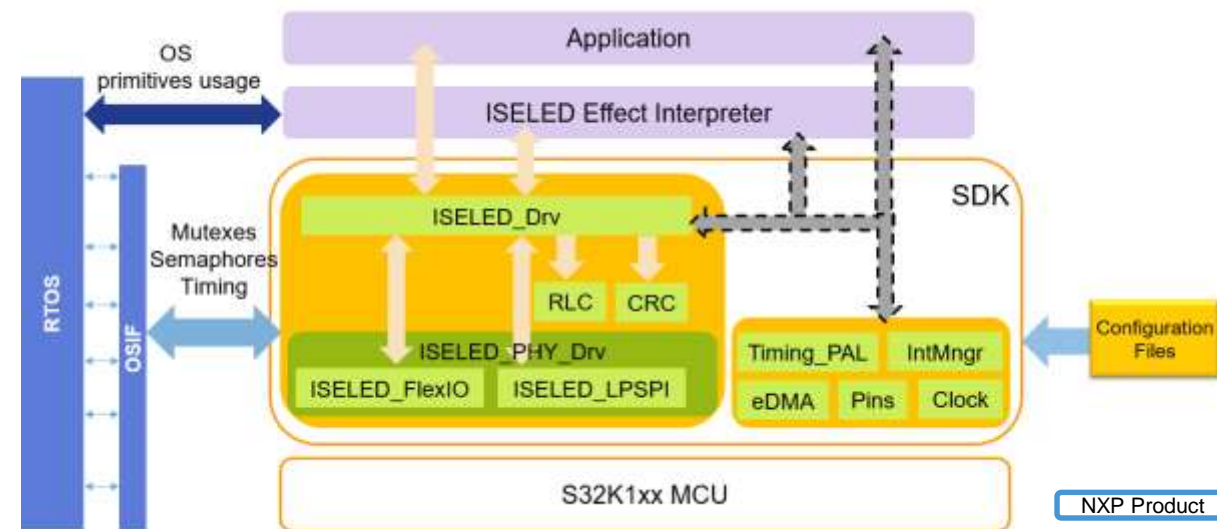 Application
OS
primitives usage
ISELED Effect Interpreter
SDK
ISELED_Drv
Mutexes
Semaphores
Timing
RTOS
OSIF
RLC
CRC
ISELED_PHY_Drv
ISELED_FlexIO
ISELED_LPSPI
Timing_PAL
IntMngr
eDMA
Pins
Clock
Configuration
Files
S32K1xx MCU
NXP Product